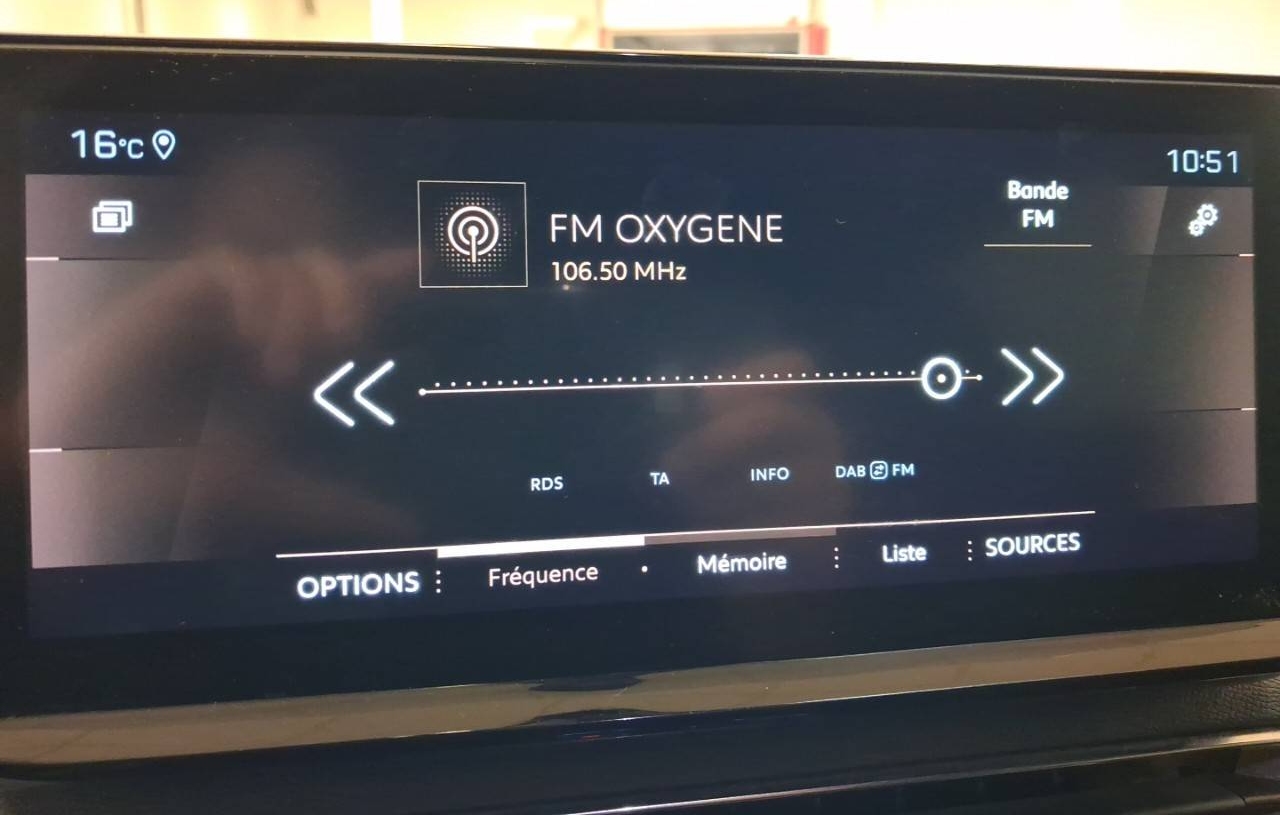 16°C
10:51
Bande
FM
FM OXYGENE
106.50 MHz
RDS TA INFO DAB FM
OPTIONS Fréquence Mémoire Liste SOURCES